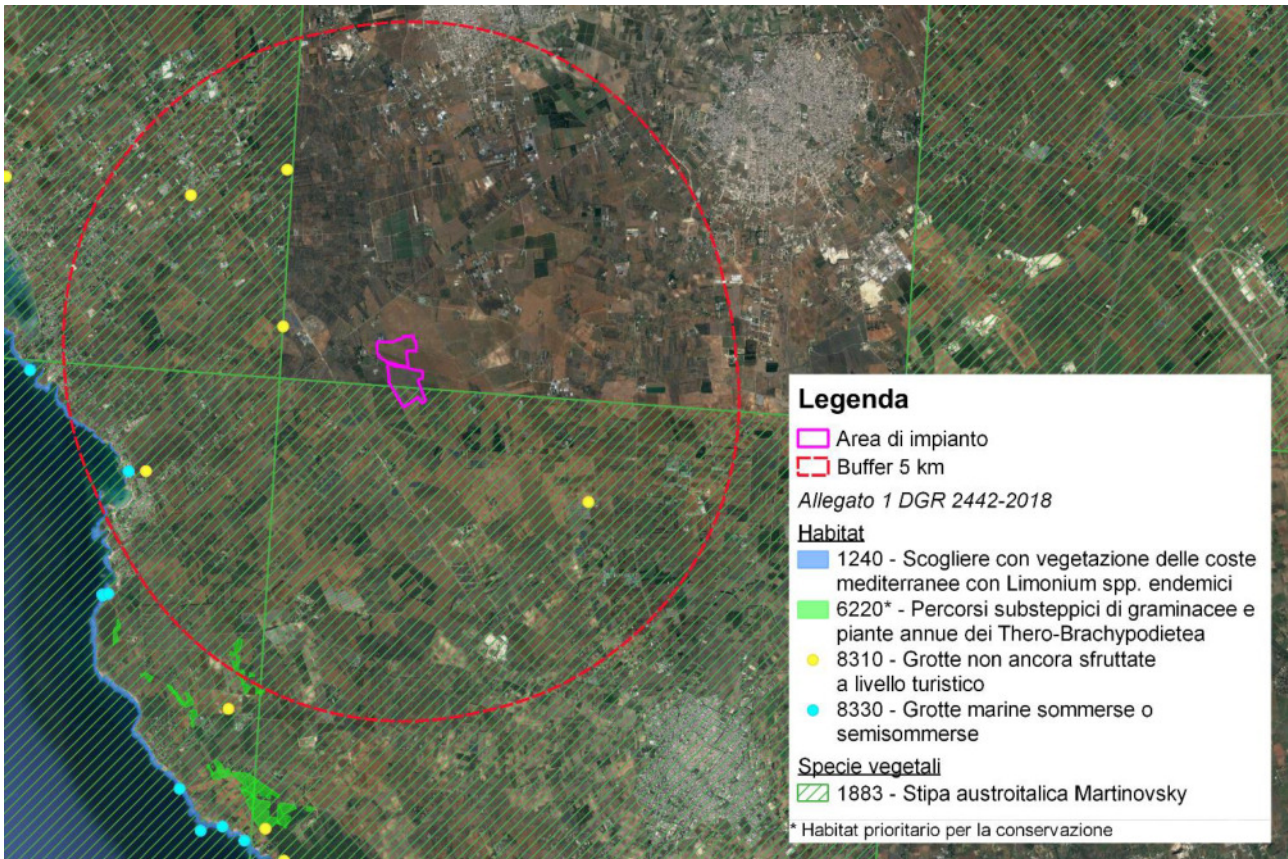 Legenda
Area di impianto
Buffer 5 km
Allegato 1 DGR 2442-2018
Habitat
1240 - Scogliere con vegetazione delle coste
mediterranee con Limonium spp. endemici
6220* - Percorsi substeppici di graminacee e
piante annue dei Thero-Brachypodietea
8310 - Grotte non ancora sfruttate
a livello turistico
8330 - Grotte marine sommerse o
semisommerse
Specie vegetali
1883 - Stipa austroitalica Martinovsky
* Habitat prioritario per la conservazione